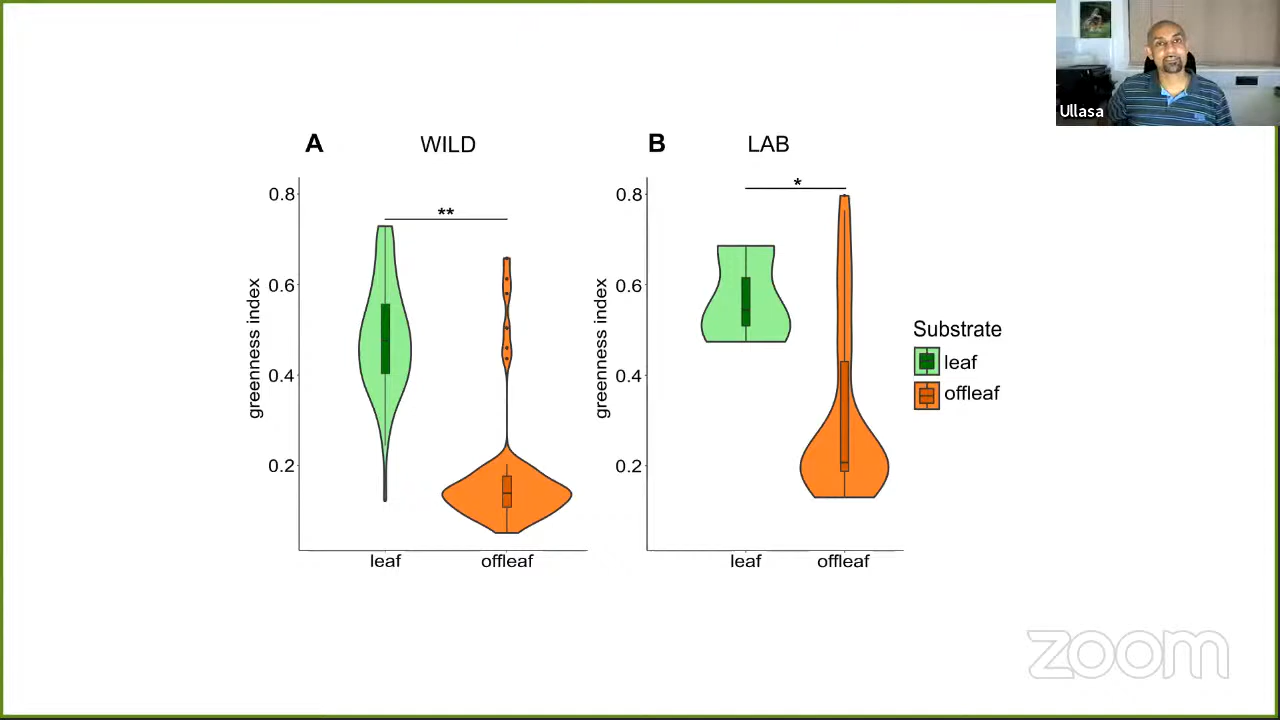 Ullasa
A WILD
B LAB
0.8
0.6
0.4
0.2
greenness index
**
leaf
offleaf
0.8
0.6
0.4
0.2
greenness index
*
leaf
offleaf
Substrate
leaf
offleaf
zoom